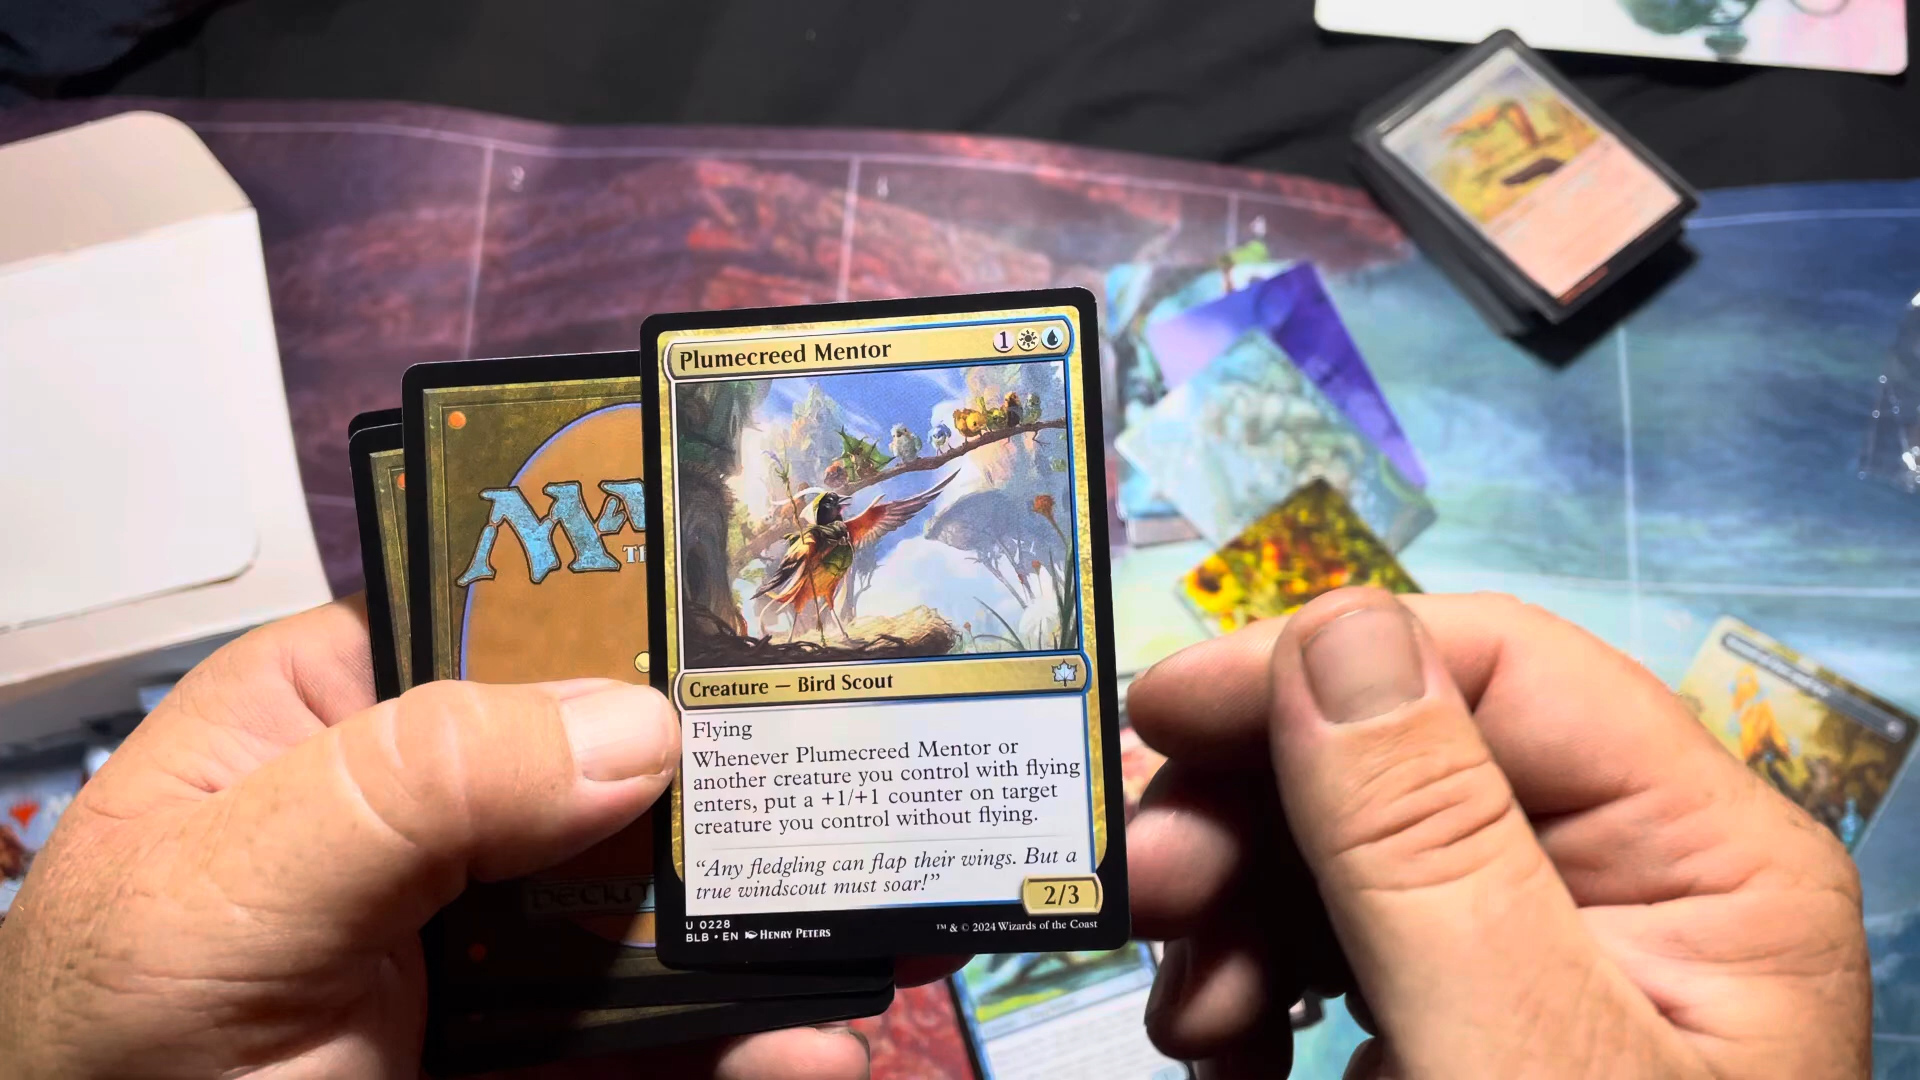 Plumecreed Mentor
1
Creature — Bird Scout
Flying
Whenever Plumecreed Mentor or
another creature you control with flying
enters, put a +1/+1 counter on target
creature you control without flying.
“Any fledgling can flap their wings. But a
true windscout must soar!”
2/3
U 0228
BLB • EN HENRY PETERS
™ & © 2024 Wizards of the Coast